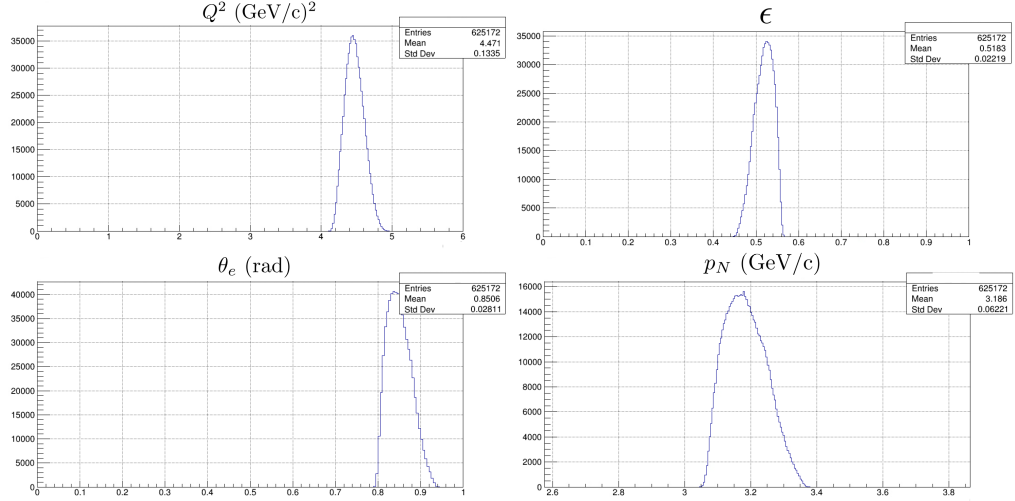 Q² (GeV/c)²
Entries 625172
Mean 4.471
Std Dev 0.1335
35000
30000
25000
20000
15000
10000
5000
0
0 1 2 3 4 5 6
ϵ
Entries 625172
Mean 0.5183
Std Dev 0.02219
35000
30000
25000
20000
15000
10000
5000
0
0 0.1 0.2 0.3 0.4 0.5 0.6 0.7 0.8 0.9 1
θₑ (rad)
Entries 625172
Mean 0.8506
Std Dev 0.02811
40000
35000
30000
25000
20000
15000
10000
5000
0
0 0.1 0.2 0.3 0.4 0.5 0.6 0.7 0.8 0.9 1
p_N (GeV/c)
Entries 625172
Mean 3.186
Std Dev 0.06221
16000
14000
12000
10000
8000
6000
4000
2000
0
2.6 2.8 3 3.2 3.4 3.6 3.8